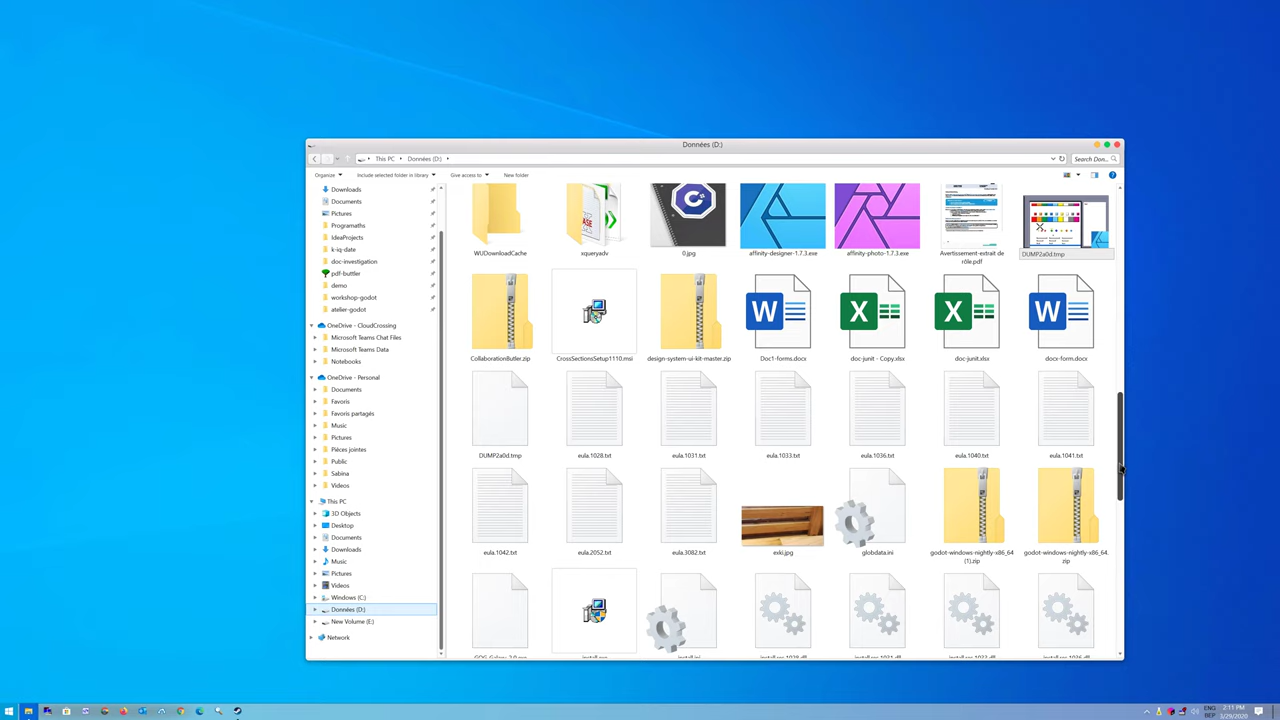 Données (D:)
This PC
Données (D:)
Search Don...
Organize
Include selected folder in library
Give access to
New folder
Downloads
Documents
Pictures
Programaths
IdeaProjects
k-iq-date
doc-investigation
pdf-buttler
demo
workshop-godot
atelier-godot
OneDrive - CloudCrossing
Microsoft Teams Chat Files
Microsoft Teams Data
Notebooks
OneDrive - Personal
Documents
Favoris
Favoris partagés
Music
Pictures
Pièces jointes
Public
Sabina
Videos
This PC
3D Objects
Desktop
Documents
Downloads
Music
Pictures
Videos
Windows (C:)
Données (D:)
New Volume (E:)
Network
WUDownloadCache
xqueryadv
0.jpg
affinity-designer-1.7.3.exe
affinity-photo-1.7.3.exe
Avertissement-extrait de
rôle.pdf
DUMP2a0d.tmp
CollaborationButler.zip
CrossSectionsSetup1110.msi
design-system-ui-kit-master.zip
Doc1-forms.docx
doc-junit - Copy.xlsx
doc-junit.xlsx
docx-form.docx
DUMP2a0d.tmp
eula.1028.txt
eula.1031.txt
eula.1033.txt
eula.1036.txt
eula.1040.txt
eula.1041.txt
eula.1042.txt
eula.2052.txt
eula.3082.txt
exki.jpg
globdata.ini
godot-windows-nightly-x86_64
(1).zip
godot-windows-nightly-x86_64.
zip
ENG
BEP
2:11 PM
5/29/2020